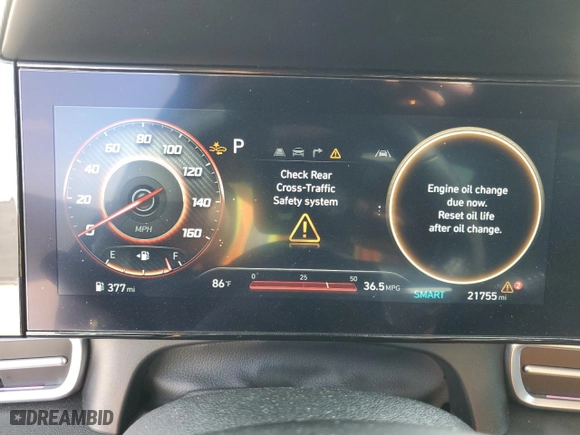 80
60
100
40
120
20
140
0
160
MPH
E
F
377 mi
P
Check Rear
Cross-Traffic
Safety system
86°F
0
25
50
36.5 MPG
Engine oil change
due now.
Reset oil life
after oil change.
SMART
21755 mi
2
DREAMBID